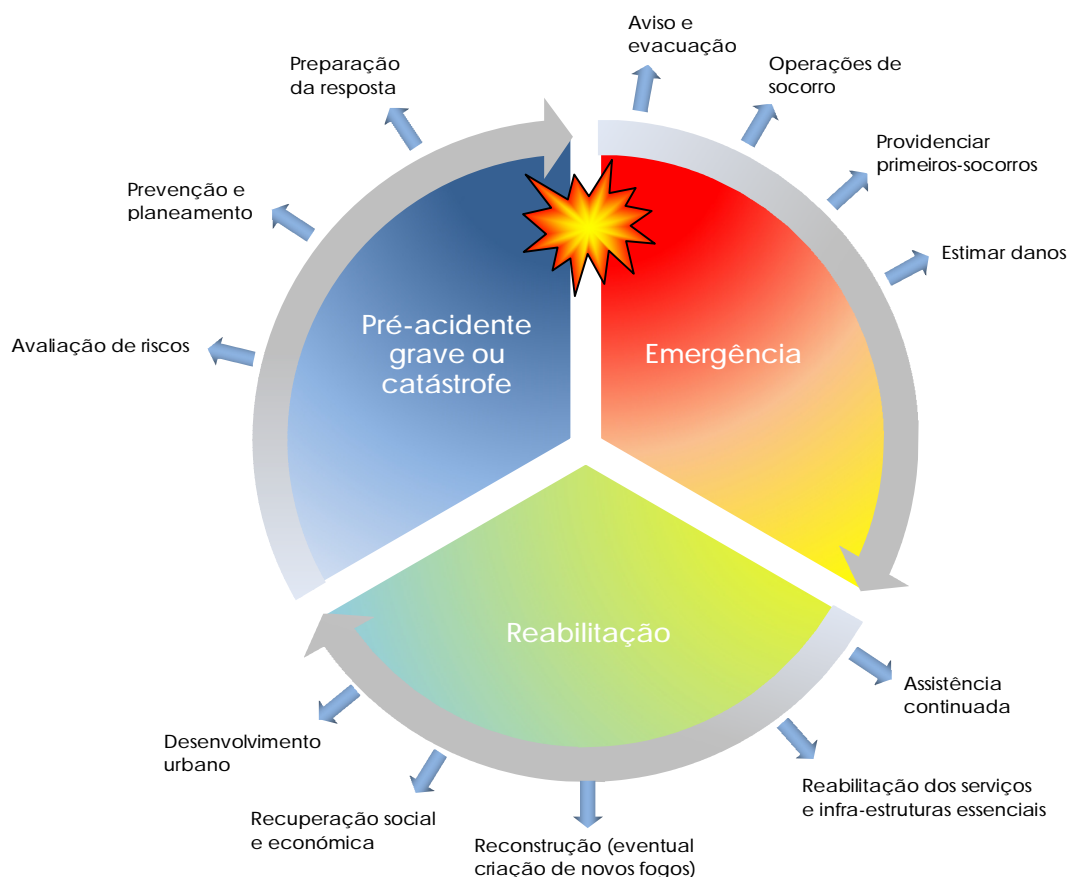 Aviso e
evacuação
Operações de
socorro
Providenciar
primeiros-socorros
Estimar danos
Preparação
da resposta
Prevenção e
planeamento
Avaliação de riscos
Pré-acidente
grave ou
catástrofe
Emergência
Reabilitação
Assistência
continuada
Reabilitação dos serviços
e infra-estruturas essenciais
Reconstrução (eventual
criação de novos fogos)
Recuperação social
e económica
Desenvolvimento
urbano